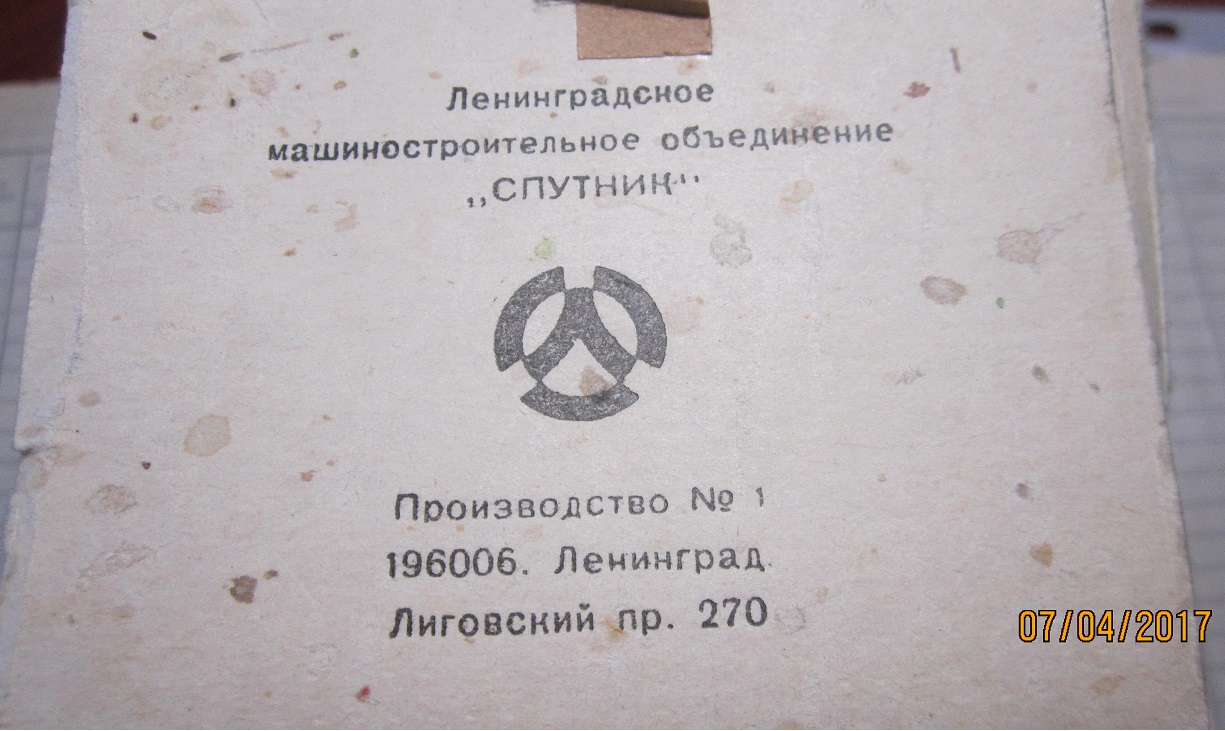 Ленинградское
машиностроительное объединение
„СПУТНИК"
Производство № 1
196006. Ленинград.
Лиговский пр. 270
07/04/2017